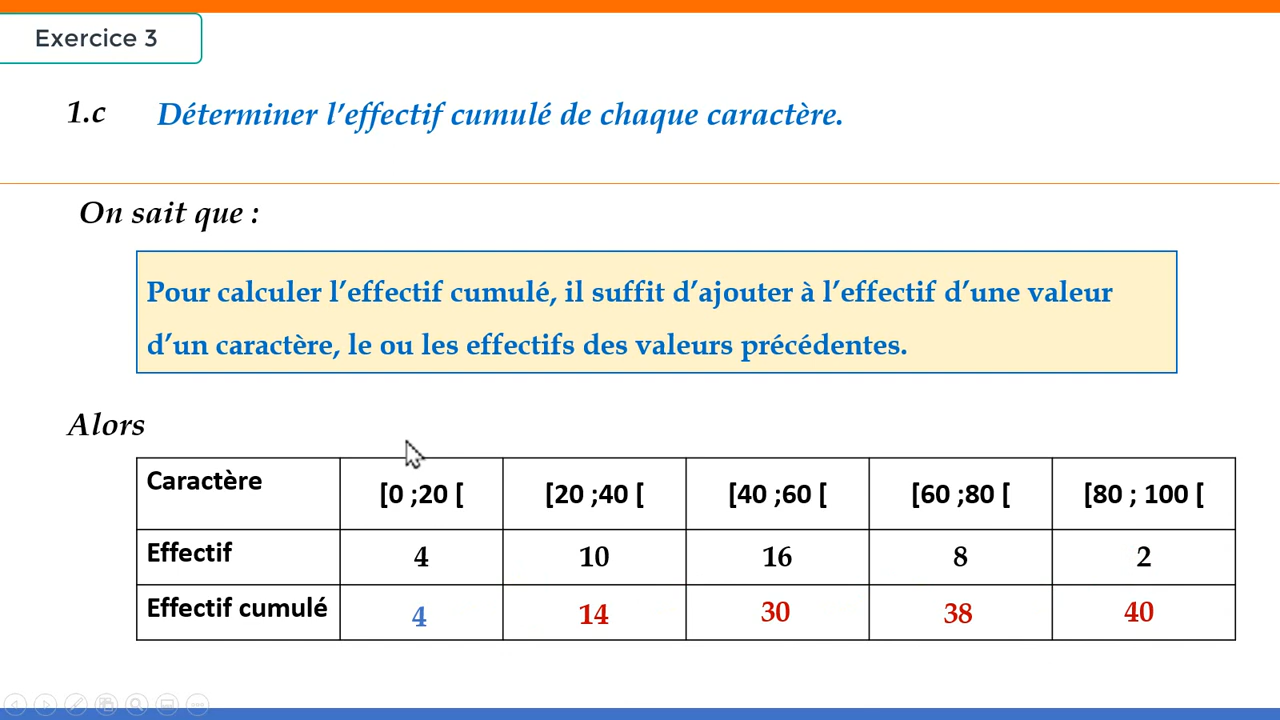 Exercice 3
1.c Déterminer l'effectif cumulé de chaque caractère.
On sait que :
Pour calculer l'effectif cumulé, il suffit d'ajouter à l'effectif d'une valeur
d'un caractère, le ou les effectifs des valeurs précédentes.
Alors
Caractère [0 ;20 [ [20 ;40 [ [40 ;60 [ [60 ;80 [ [80 ; 100 [
Effectif 4 10 16 8 2
Effectif cumulé 4 14 30 38 40